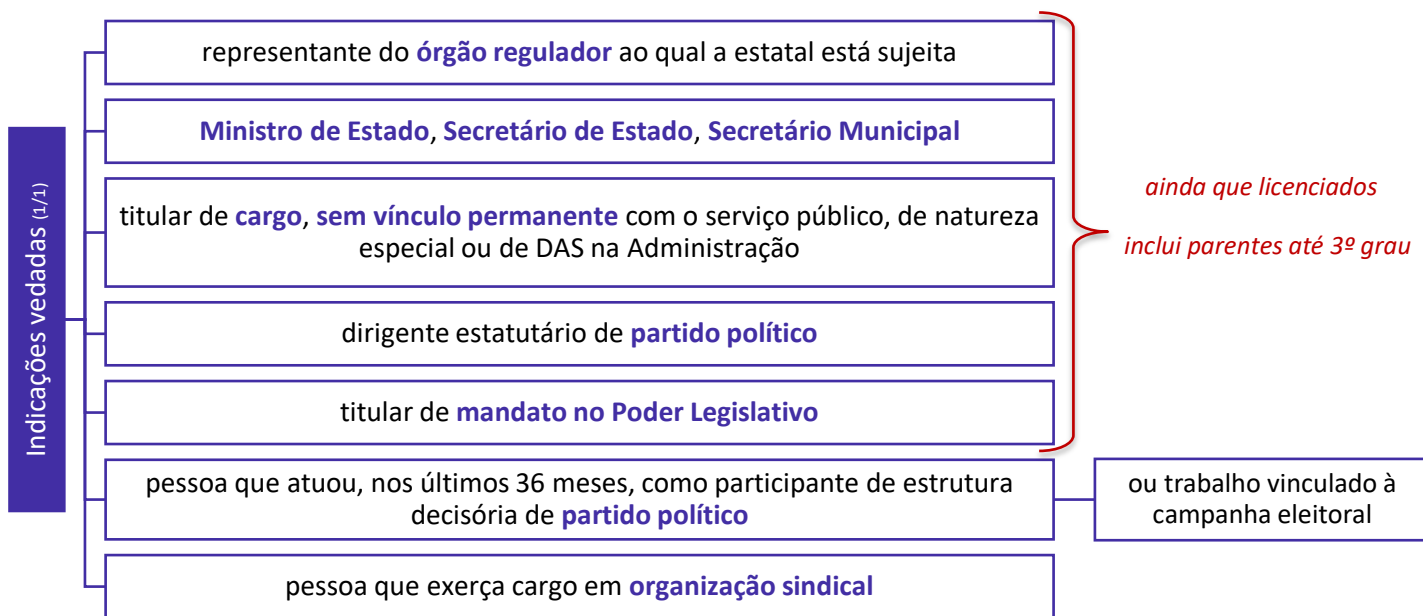 Indicações vedadas (1/1)
representante do órgão regulador ao qual a estatal está sujeita
Ministro de Estado, Secretário de Estado, Secretário Municipal
titular de cargo, sem vínculo permanente com o serviço público, de natureza
especial ou de DAS na Administração
dirigente estatutário de partido político
titular de mandato no Poder Legislativo
ainda que licenciados
inclui parentes até 3º grau
pessoa que atuou, nos últimos 36 meses, como participante de estrutura
decisória de partido político
ou trabalho vinculado à
campanha eleitoral
pessoa que exerça cargo em organização sindical